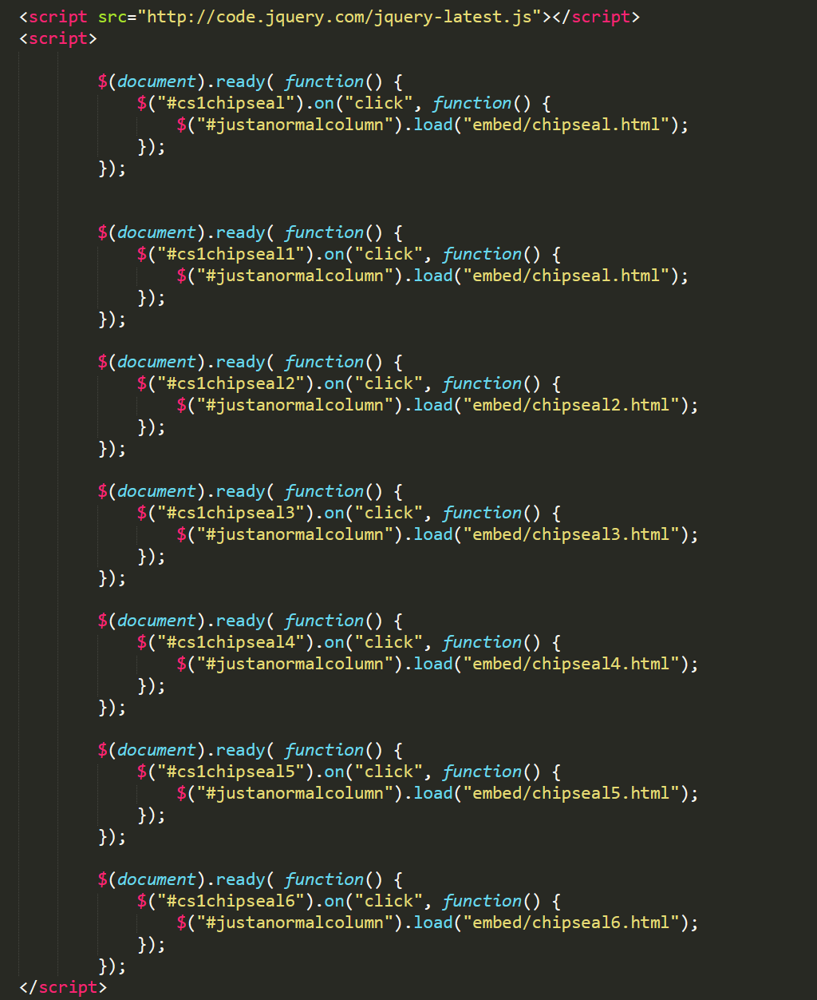 <script src="http://code.jquery.com/jquery-latest.js"></script>
<script>
$(document).ready( function() {
$("#cs1chipseal").on("click", function() {
$("#justanormalcolumn").load("embed/chipseal.html");
});
});
$(document).ready( function() {
$("#cs1chipseal1").on("click", function() {
$("#justanormalcolumn").load("embed/chipseal.html");
});
});
$(document).ready( function() {
$("#cs1chipseal2").on("click", function() {
$("#justanormalcolumn").load("embed/chipseal2.html");
});
});
$(document).ready( function() {
$("#cs1chipseal3").on("click", function() {
$("#justanormalcolumn").load("embed/chipseal3.html");
});
});
$(document).ready( function() {
$("#cs1chipseal4").on("click", function() {
$("#justanormalcolumn").load("embed/chipseal4.html");
});
});
$(document).ready( function() {
$("#cs1chipseal5").on("click", function() {
$("#justanormalcolumn").load("embed/chipseal5.html");
});
});
$(document).ready( function() {
$("#cs1chipseal6").on("click", function() {
$("#justanormalcolumn").load("embed/chipseal6.html");
});
});
</script>